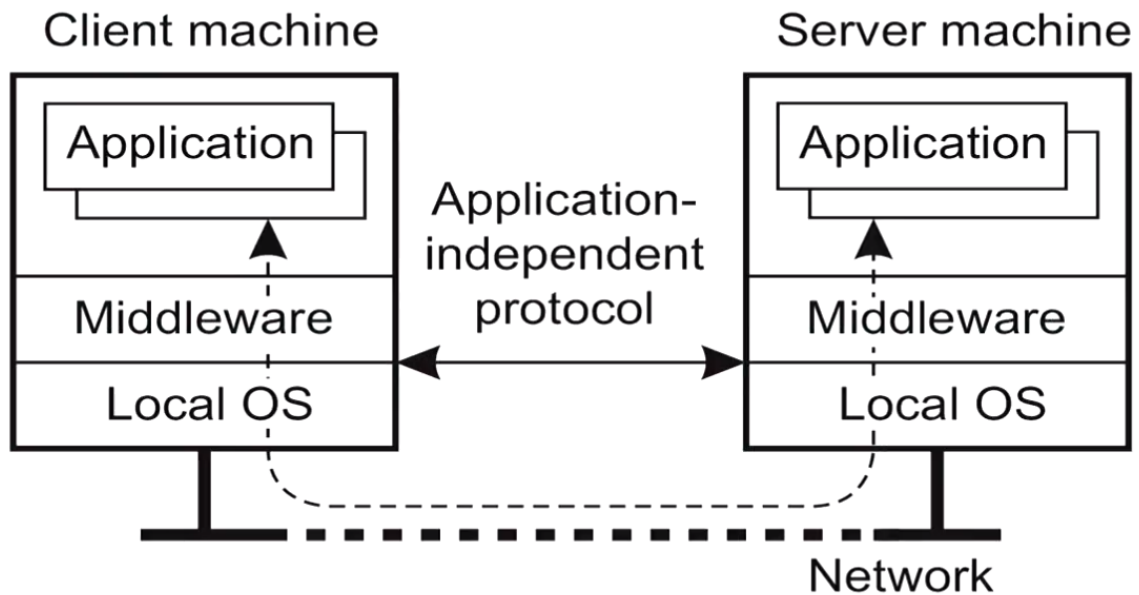 Client machine
Server machine
Application
Application
Application-
independent
protocol
Middleware
Middleware
Local OS
Local OS
Network